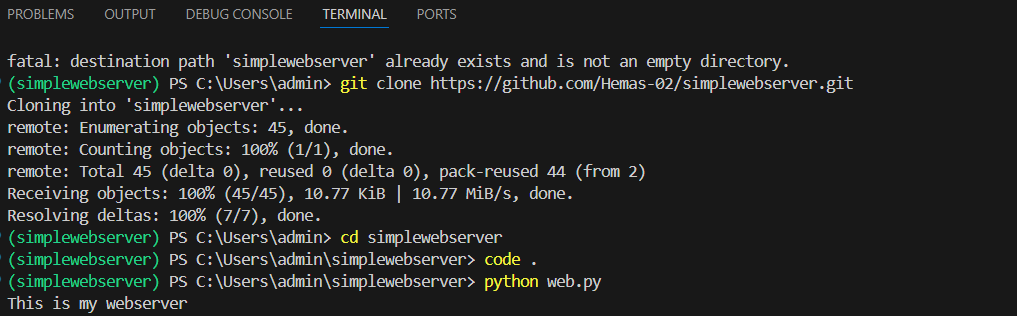 PROBLEMS OUTPUT DEBUG CONSOLE TERMINAL PORTS
fatal: destination path 'simplewebserver' already exists and is not an empty directory.
(simplewebserver) PS C:\Users\admin> git clone https://github.com/Hemas-02/simplewebserver.git
Cloning into 'simplewebserver'...
remote: Enumerating objects: 45, done.
remote: Counting objects: 100% (1/1), done.
remote: Total 45 (delta 0), reused 0 (delta 0), pack-reused 44 (from 2)
Receiving objects: 100% (45/45), 10.77 KiB | 10.77 MiB/s, done.
Resolving deltas: 100% (7/7), done.
(simplewebserver) PS C:\Users\admin> cd simplewebserver
(simplewebserver) PS C:\Users\admin\simplewebserver> code .
(simplewebserver) PS C:\Users\admin\simplewebserver> python web.py
This is my webserver